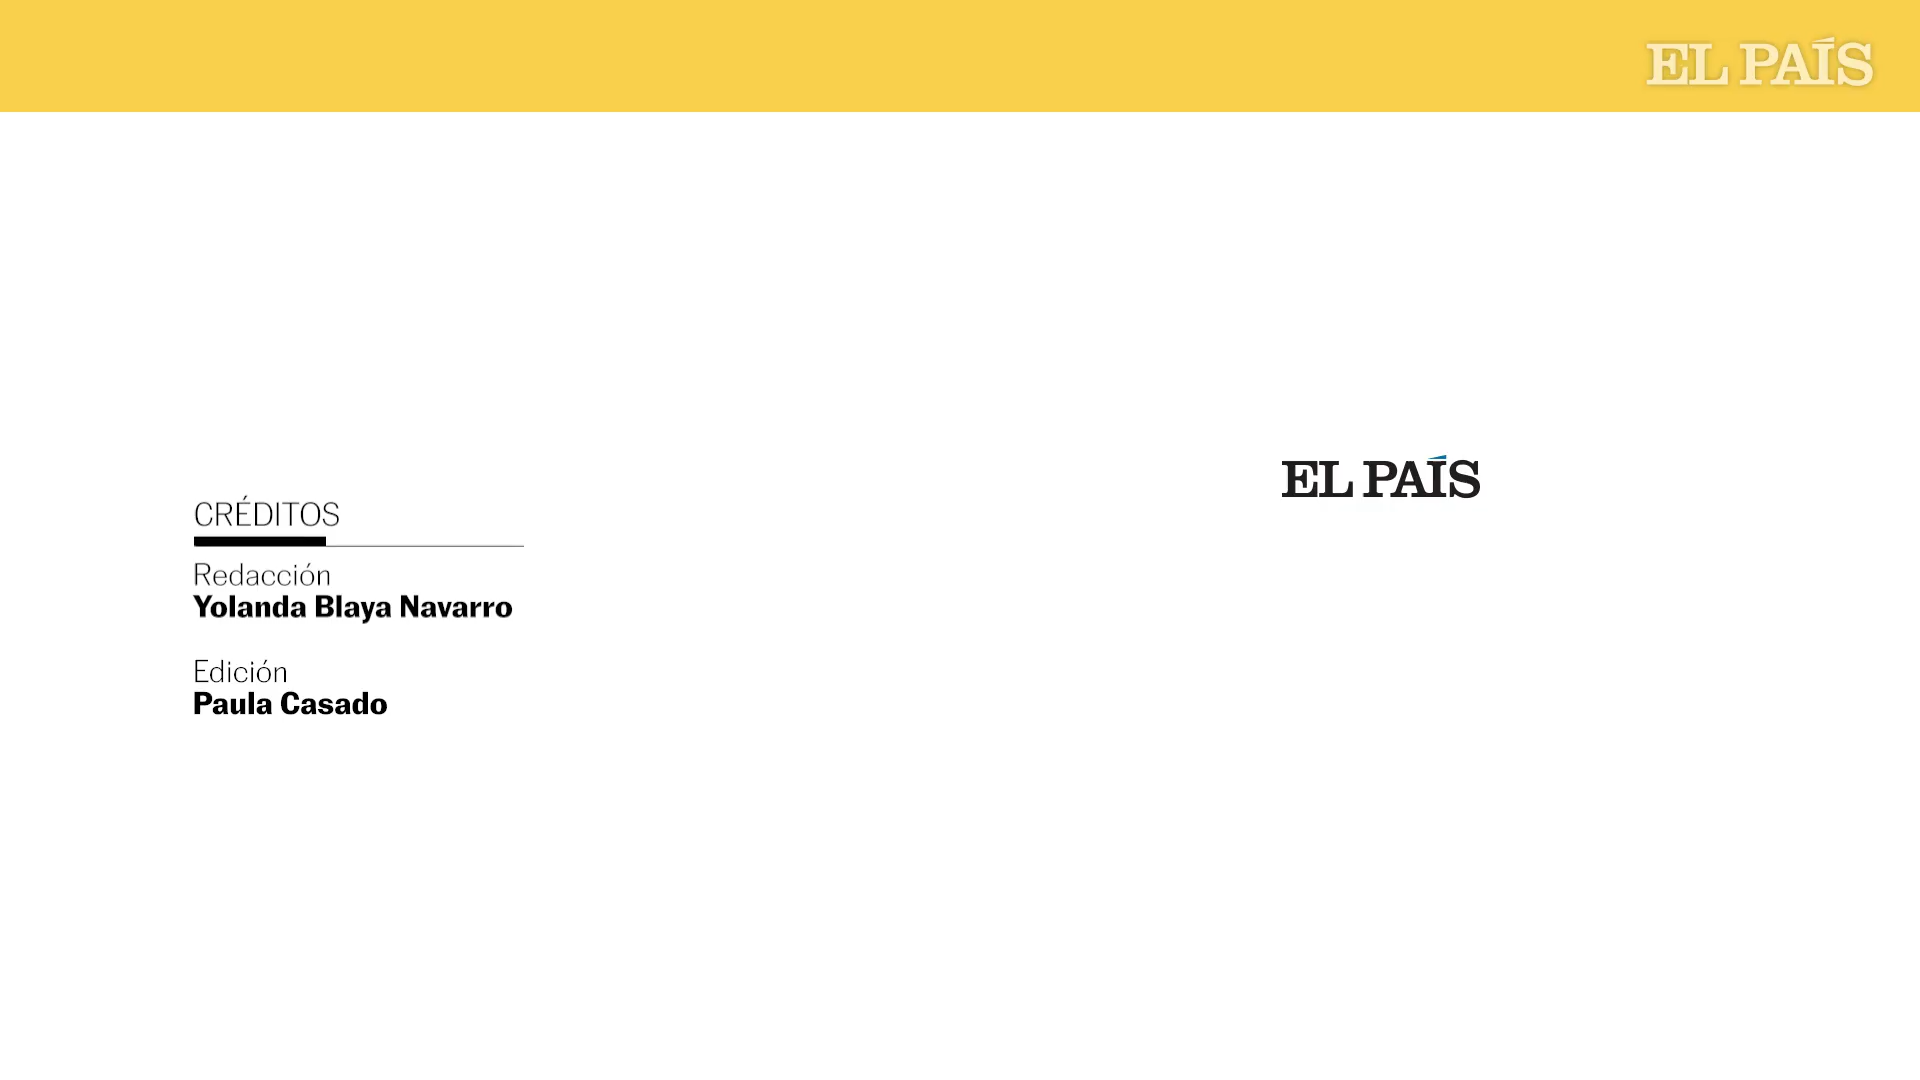 EL PAÍS
EL PAÍS
CRÉDITOS
Redacción
Yolanda Blaya Navarro
Edición
Paula Casado